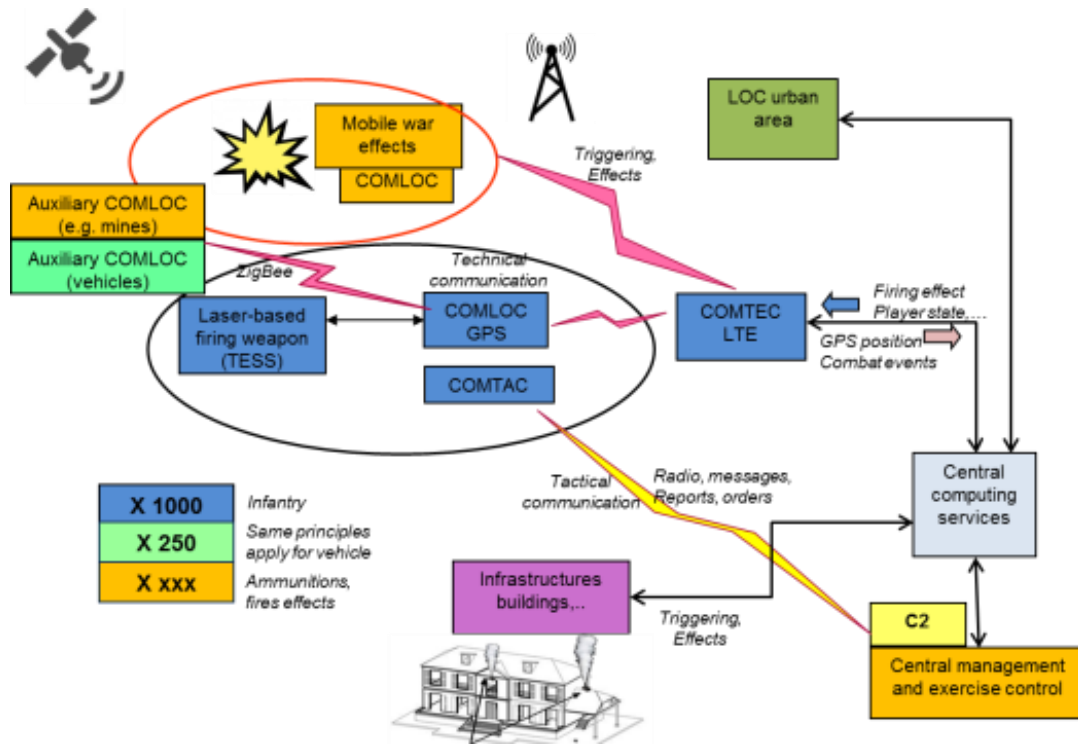 LOC urban
area
Mobile war
effects
COMLOC
Triggering,
Effects
Auxiliary COMLOC
(e.g. mines)
Auxiliary COMLOC
(vehicles)
ZigBee
Technical
communication
Laser-based
firing weapon
(TESS)
COMLOC
GPS
COMTAC
COMTEC
LTE
Firing effect
Player state,...
GPS position
Combat events
Central
computing
services
Tactical
communication
Radio, messages,
Reports, orders
X 1000
Infantry
X 250
Same principles
apply for vehicle
X xxx
Ammunitions,
fires effects
Infrastructures
buildings,..
Triggering,
Effects
C2
Central management
and exercise control